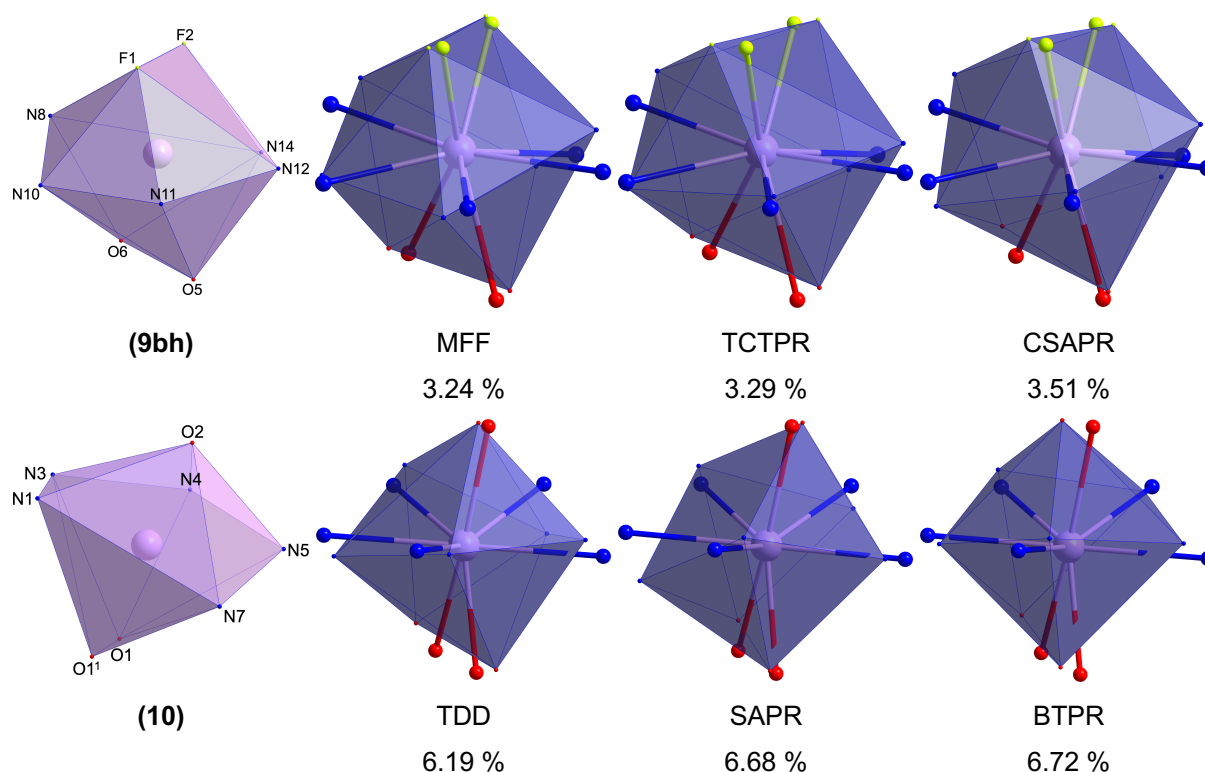 F2
F1
N8
N14
N12
N10
N11
O6
O5
(9bh) MFF TCTPR CSAPR
3.24 % 3.29 % 3.51 %
O2
N3
N4
N1
N5
N7
O1
O1¹
(10) TDD SAPR BTPR
6.19 % 6.68 % 6.72 %